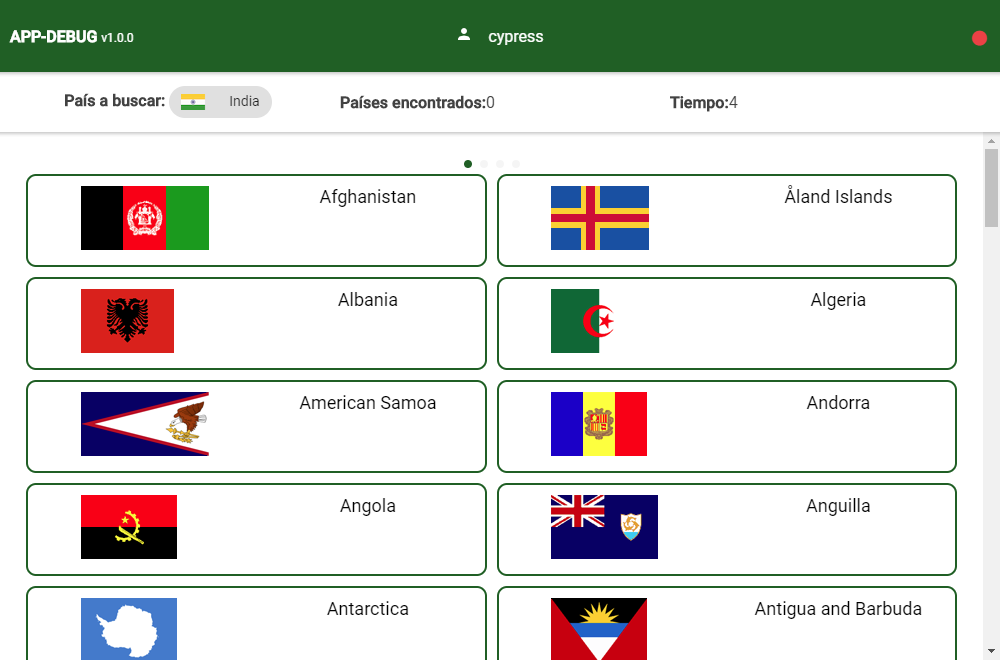 APP-DEBUG v1.0.0
cypress
País a buscar: India
Países encontrados:0
Tiempo:4
Afghanistan
Åland Islands
Albania
Algeria
American Samoa
Andorra
Angola
Anguilla
Antarctica
Antigua and Barbuda